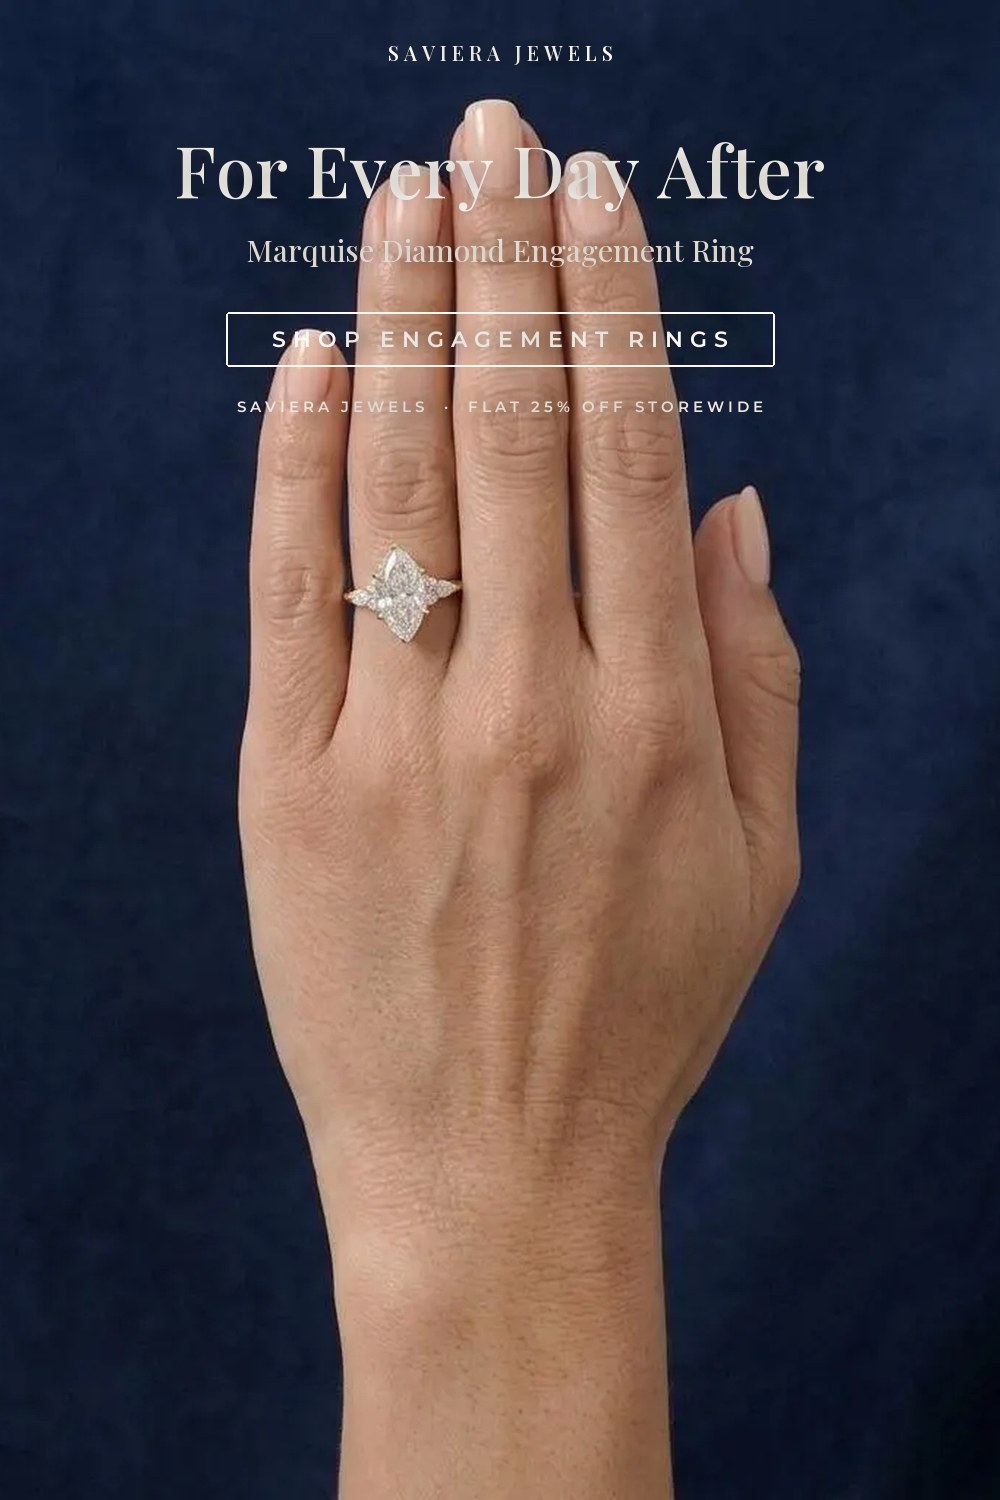 SAVIERA JEWELS
For Every Day After
Marquise Diamond Engagement Ring
SHOP ENGAGEMENT RINGS
SAVIERA JEWELS · FLAT 25% OFF STOREWIDE